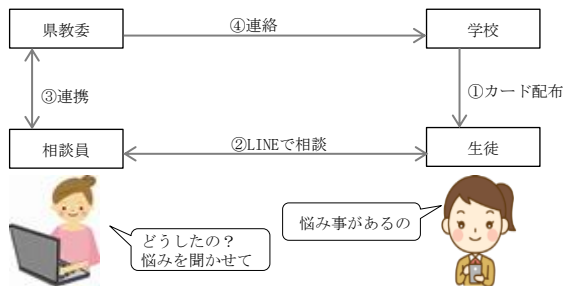 県教委
④連絡
学校
③連携
①カード配布
相談員
②LINEで相談
生徒
どうしたの？
悩みを聞かせて
悩み事があるの